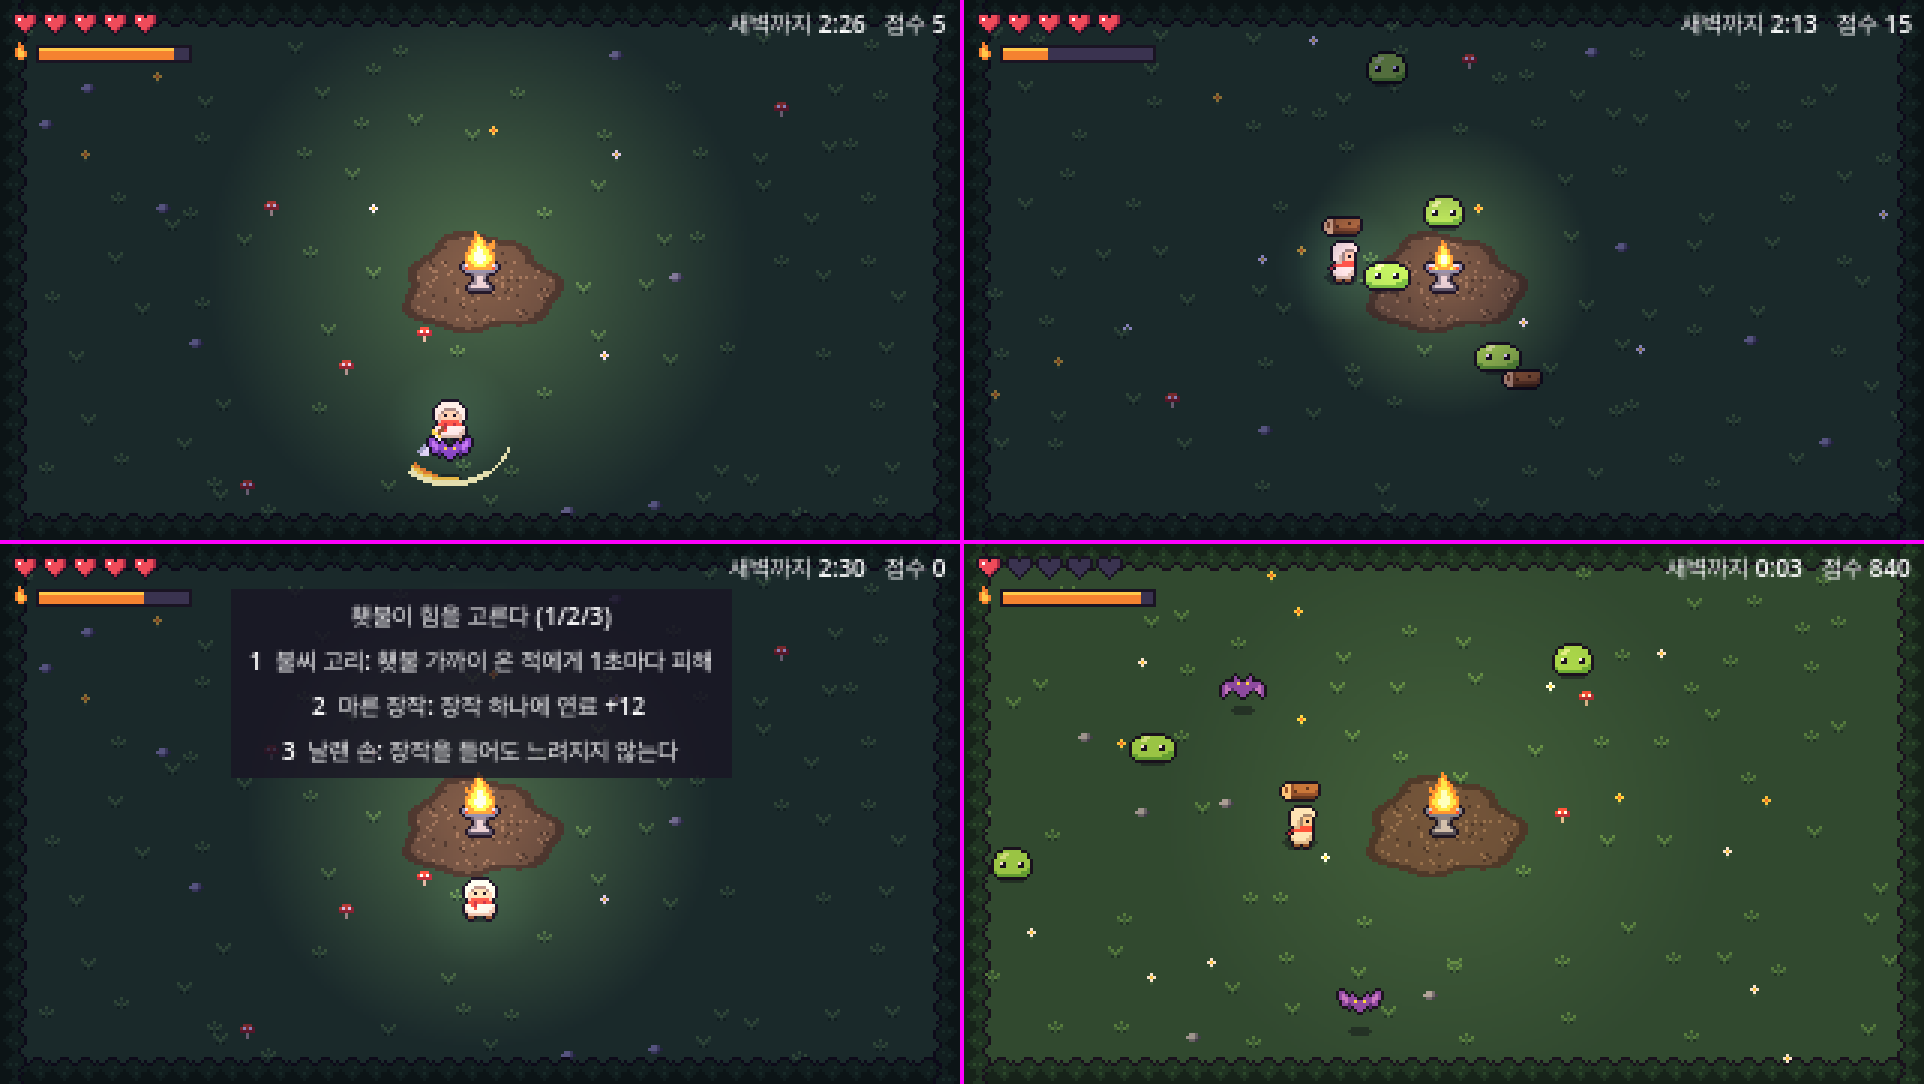 새벽까지 2:26 점수 5
새벽까지 2:13 점수 15
새벽까지 2:30 점수 0
횃불이 힘을 고른다 (1/2/3)
1 불씨 고리: 횃불 가까이 온 적에게 1초마다 피해
2 마른 장작: 장작 하나에 연료 +12
3 날랜 손: 장작을 들어도 느려지지 않는다
새벽까지 0:03 점수 840